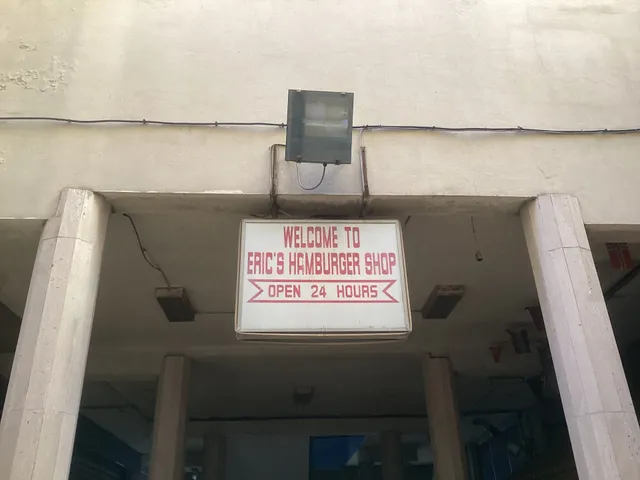 WELCOME TO
ERIC'S HAMBURGER SHOP
OPEN 24 HOURS